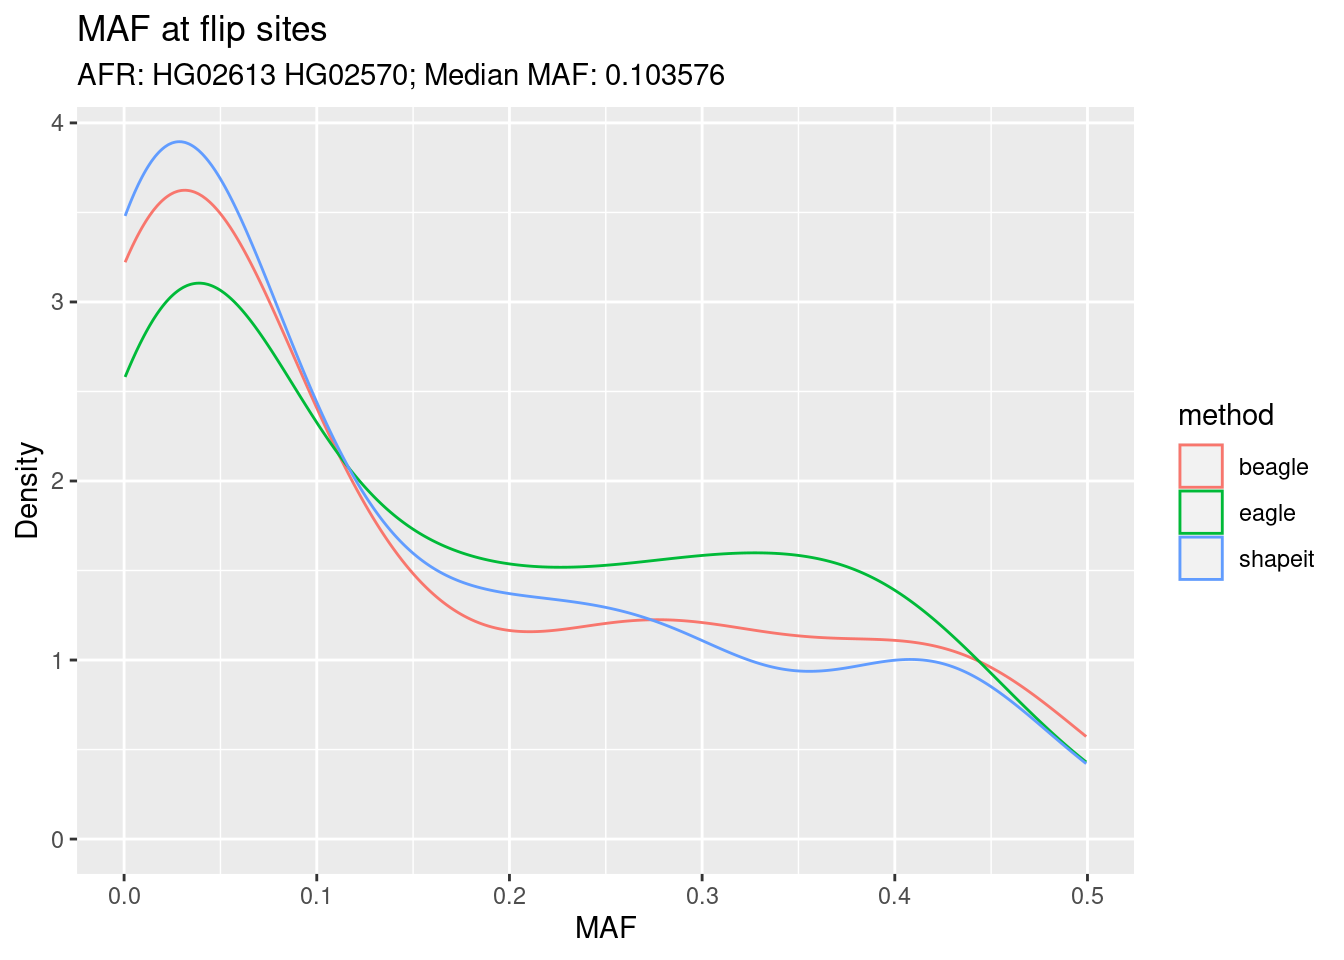 MAF at flip sites
AFR: HG02613 HG02570; Median MAF: 0.103576
4
3
2
1
0
Density
0.0 0.1 0.2 0.3 0.4 0.5
MAF
method
beagle
eagle
shapeit